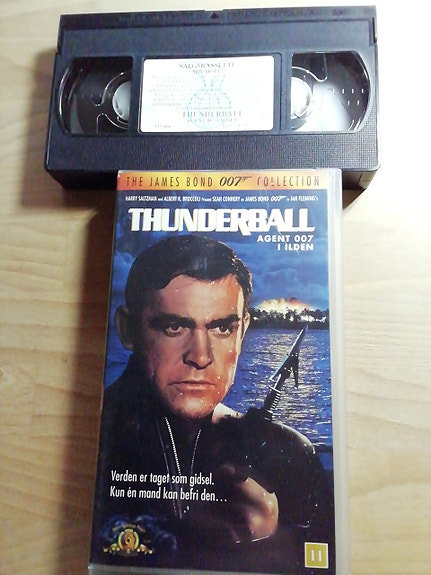 SALGSKASSETTE
THUNDERBALL
THE JAMES BOND 007 COLLECTION
HARRY SALTZMAN and ALBERT R. BROCCOLI Present SEAN CONNERY as JAMES BOND 007 in IAN FLEMING's
THUNDERBALL
AGENT 007
I ILDEN
Verden er taget som gidsel.
Kun én mand kan befri den...
11